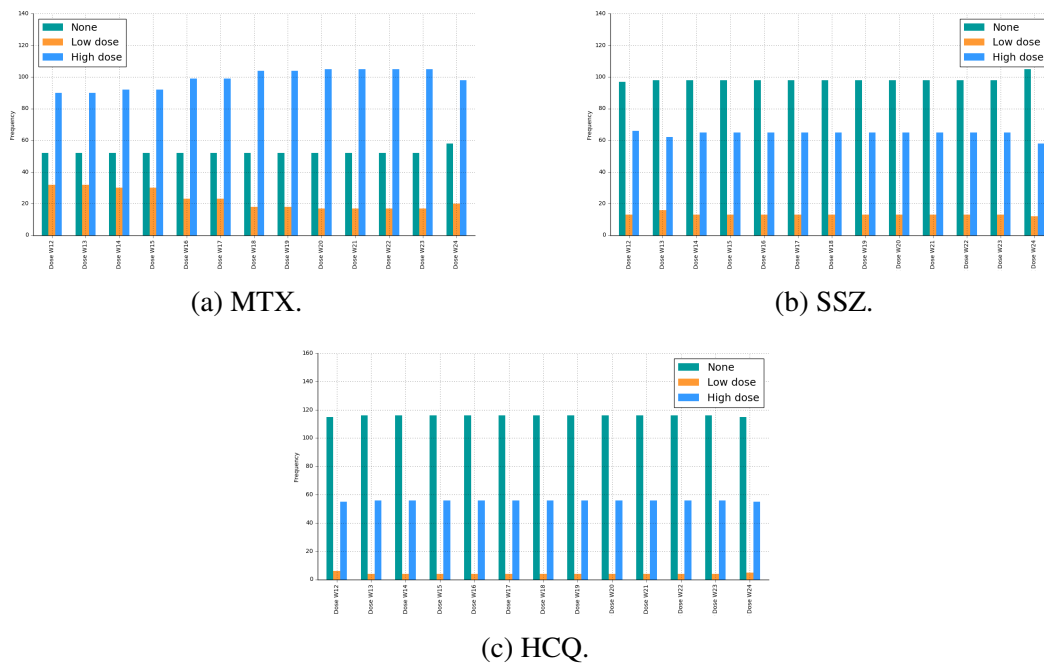 None
Low dose
High dose
Frequency
140
120
100
80
60
40
20
0
Dose W12
Dose W13
Dose W14
Dose W15
Dose W16
Dose W17
Dose W18
Dose W19
Dose W20
Dose W21
Dose W22
Dose W23
Dose W24
(a) MTX.
None
Low dose
High dose
Frequency
140
120
100
80
60
40
20
0
Dose W12
Dose W13
Dose W14
Dose W15
Dose W16
Dose W17
Dose W18
Dose W19
Dose W20
Dose W21
Dose W22
Dose W23
Dose W24
(b) SSZ.
None
Low dose
High dose
Frequency
160
140
120
100
80
60
40
20
0
Dose W12
Dose W13
Dose W14
Dose W15
Dose W16
Dose W17
Dose W18
Dose W19
Dose W20
Dose W21
Dose W22
Dose W23
Dose W24
(c) HCQ.